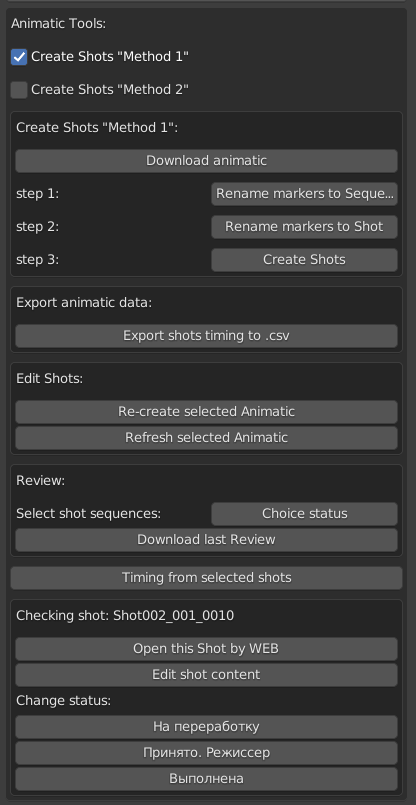 Animatic Tools:
Create Shots "Method 1"
Create Shots "Method 2"
Create Shots "Method 1":
Download animatic
step 1: Rename markers to Seque...
step 2: Rename markers to Shot
step 3: Create Shots
Export animatic data:
Export shots timing to .csv
Edit Shots:
Re-create selected Animatic
Refresh selected Animatic
Review:
Select shot sequences: Choice status
Download last Review
Timing from selected shots
Checking shot: Shot002_001_0010
Open this Shot by WEB
Edit shot content
Change status:
На переработку
Принято. Режиссер
Выполнена